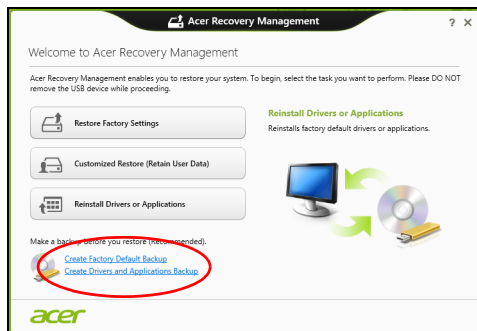 Acer Recovery Management
? ×
Welcome to Acer Recovery Management
Acer Recovery Management enables you to restore your system. To begin, select the task you want to perform. Please DO NOT
remove the USB device while proceeding.
Restore Factory Settings
Customized Restore (Retain User Data)
Reinstall Drivers or Applications
Reinstall Drivers or Applications
Reinstalls factory default drivers or applications.
Make a backup before you restore (Recommended).
Create Factory Default Backup
Create Drivers and Applications Backup
acer